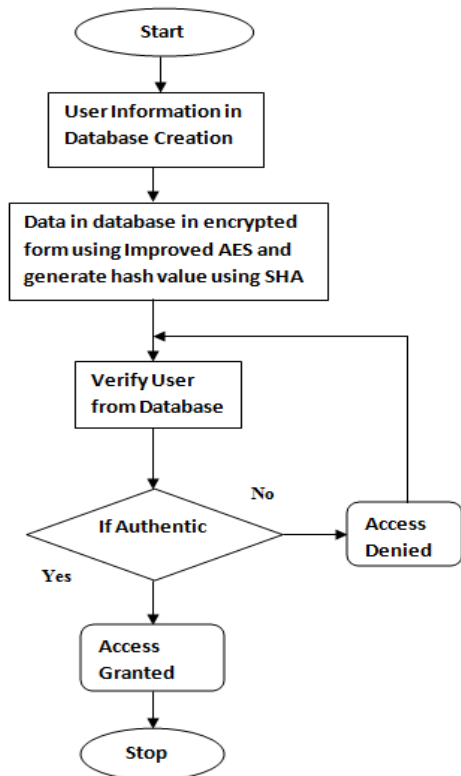 Start
User Information in
Database Creation
Data in database in encrypted
form using Improved AES and
generate hash value using SHA
Verify User
from Database
If Authentic
No
Access
Denied
Yes
Access
Granted
Stop